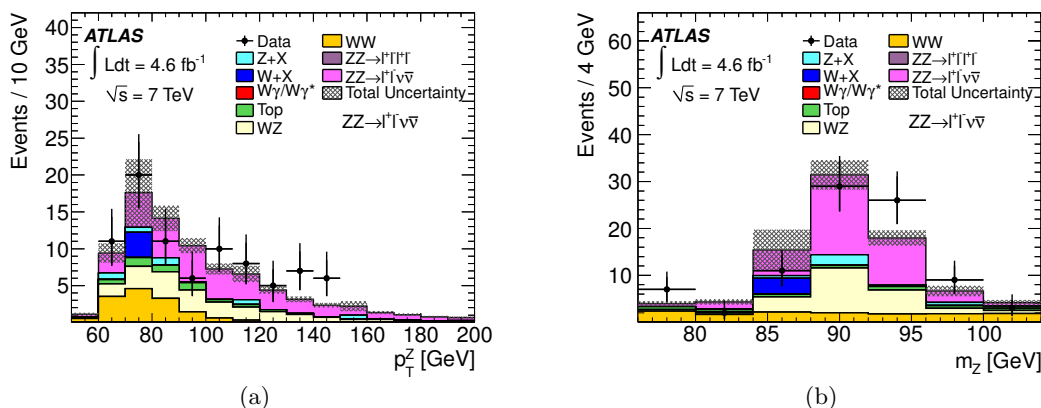 ATLAS
∫ Ldt = 4.6 fb⁻¹
√s = 7 TeV
Data
Z+X
W+X
Wγ/Wγ*
Top
WZ
WW
ZZ→l⁺l⁻l⁺l⁻
ZZ→l⁺l⁻νν̄
Total Uncertainty
ZZ→l⁺l⁻νν̄
Events / 10 GeV
40
35
30
25
20
15
10
5
60 80 100 120 140 160 180 200
p_T^Z [GeV]
(a)
ATLAS
∫ Ldt = 4.6 fb⁻¹
√s = 7 TeV
Data
Z+X
W+X
Wγ/Wγ*
Top
WZ
WW
ZZ→l⁺l⁻l⁺l⁻
ZZ→l⁺l⁻νν̄
Total Uncertainty
ZZ→l⁺l⁻νν̄
Events / 4 GeV
60
50
40
30
20
10
80 85 90 95 100
m_Z [GeV]
(b)